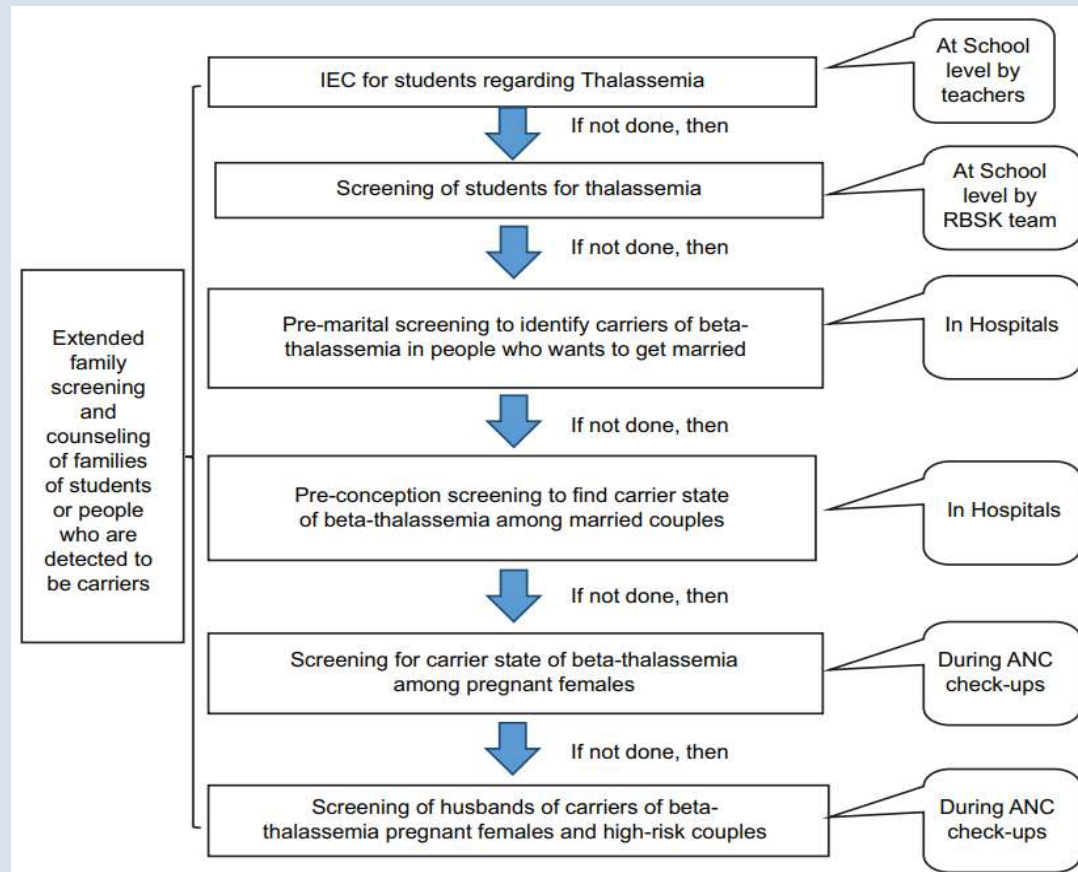 IEC for students regarding Thalassemia
At School
level by
teachers
If not done, then
Screening of students for thalassemia
At School
level by
RBSK team
If not done, then
Pre-marital screening to identify carriers of beta-
thalassemia in people who wants to get married
In Hospitals
If not done, then
Extended
family
screening
and
counseling
of families
of students
or people
who are
detected to
be carriers
Pre-conception screening to find carrier state
of beta-thalassemia among married couples
In Hospitals
If not done, then
Screening for carrier state of beta-thalassemia
among pregnant females
During ANC
check-ups
If not done, then
Screening of husbands of carriers of beta-
thalassemia pregnant females and high-risk couples
During ANC
check-ups